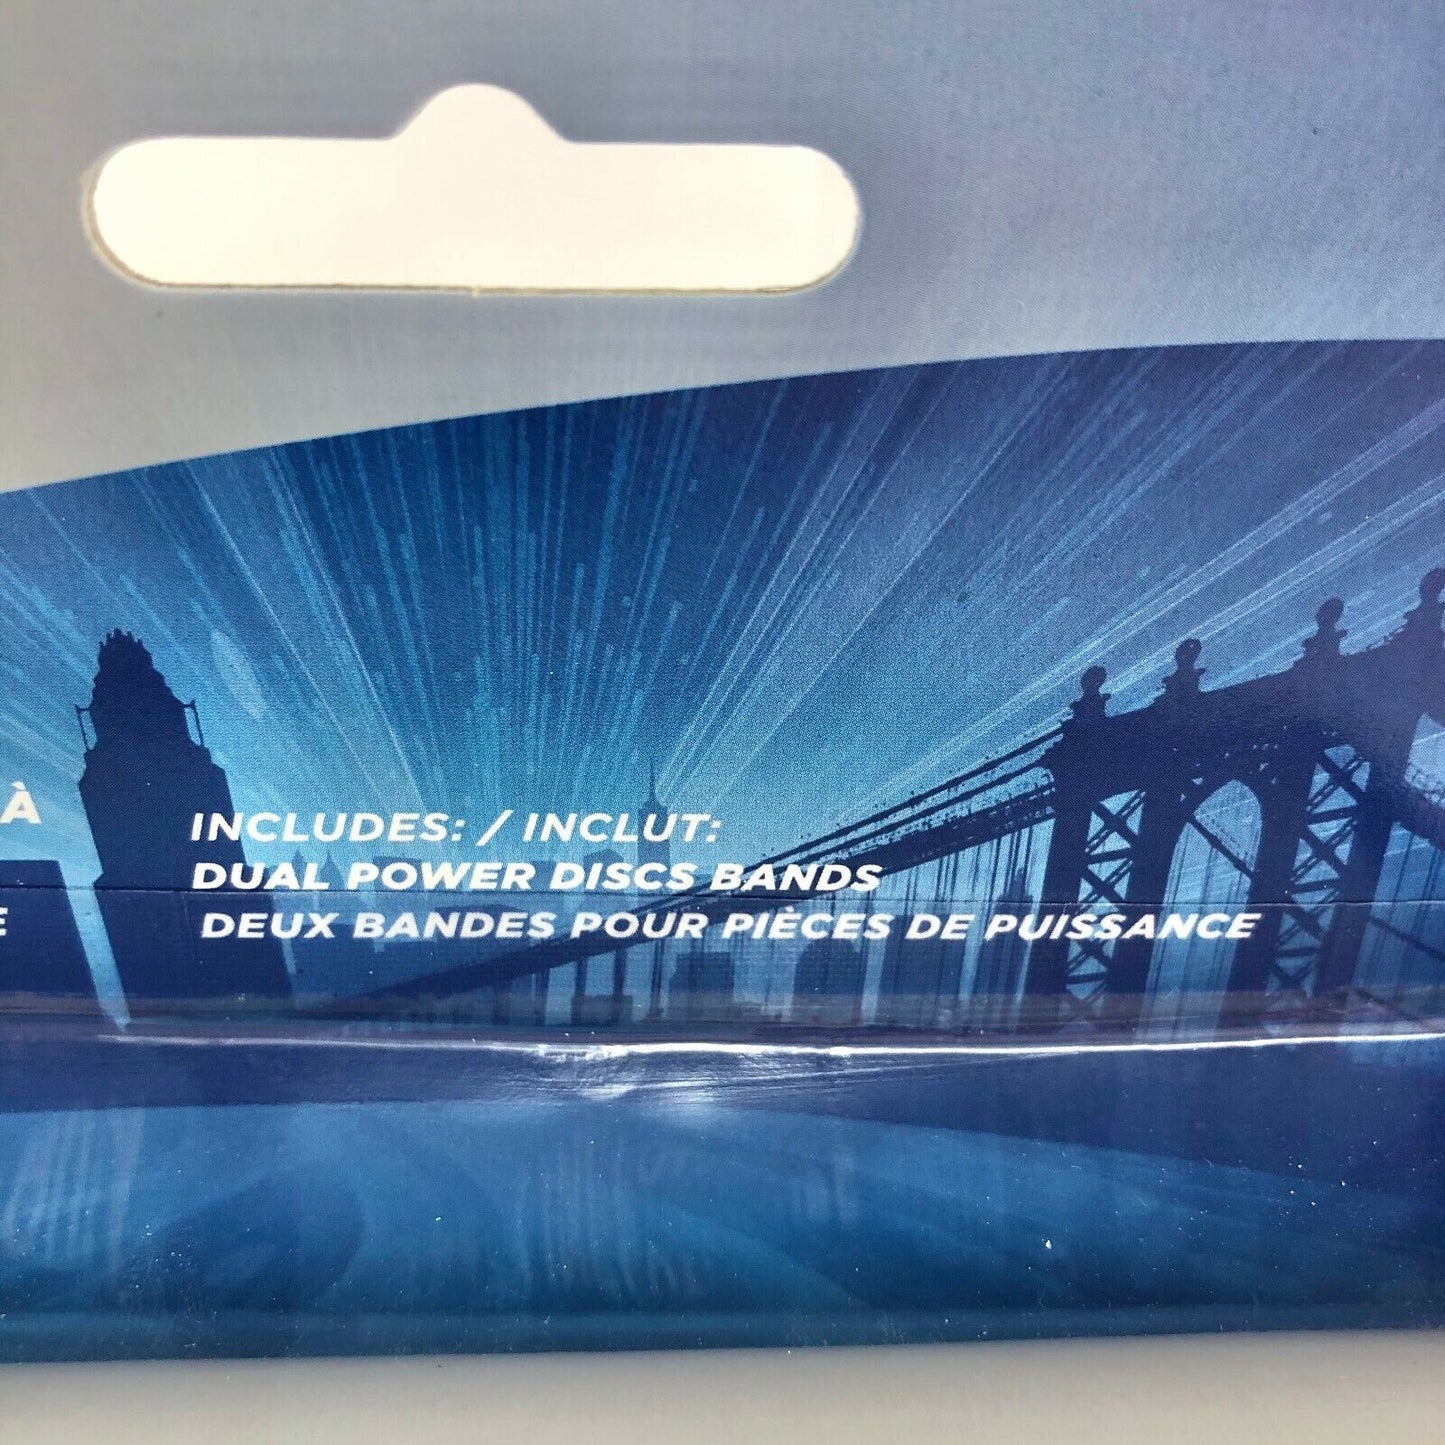 À
INCLUDES: / INCLUT:
DUAL POWER DISCS BANDS
E
DEUX BANDES POUR PIÈCES DE PUISSANCE